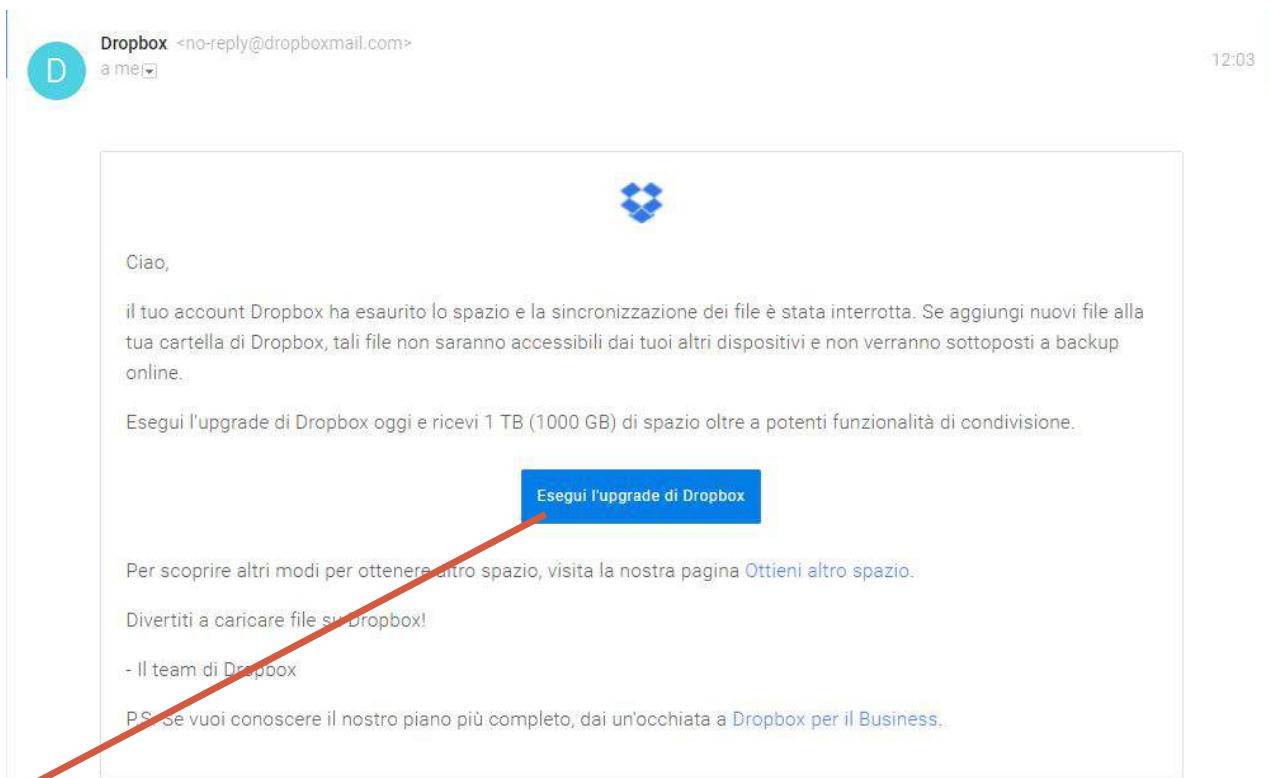 Dropbox <no-reply@dropboxmail.com>
a me
12:03
D
Ciao,
il tuo account Dropbox ha esaurito lo spazio e la sincronizzazione dei file è stata interrotta. Se aggiungi nuovi file alla
tua cartella di Dropbox, tali file non saranno accessibili dai tuoi altri dispositivi e non verranno sottoposti a backup
online.
Esegui l'upgrade di Dropbox oggi e ricevi 1 TB (1000 GB) di spazio oltre a potenti funzionalità di condivisione.
Esegui l'upgrade di Dropbox
Per scoprire altri modi per ottenere altro spazio, visita la nostra pagina Ottieni altro spazio.
Divertiti a caricare file su Dropbox!
- Il team di Dropbox
P.S. Se vuoi conoscere il nostro piano più completo, dai un'occhiata a Dropbox per il Business.